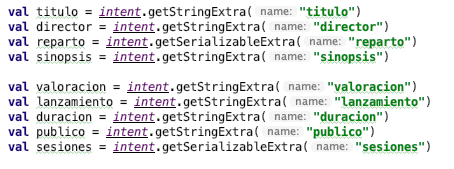 val titulo = intent.getStringExtra( name: "titulo")
val director = intent.getStringExtra( name: "director")
val reparto = intent.getSerializableExtra( name: "reparto")
val sinopsis = intent.getStringExtra( name: "sinopsis")
val valoracion = intent.getStringExtra( name: "valoracion")
val lanzamiento = intent.getStringExtra( name: "lanzamiento")
val duracion = intent.getStringExtra( name: "duracion")
val publico = intent.getStringExtra( name: "publico")
val sesiones = intent.getSerializableExtra( name: "sesiones")